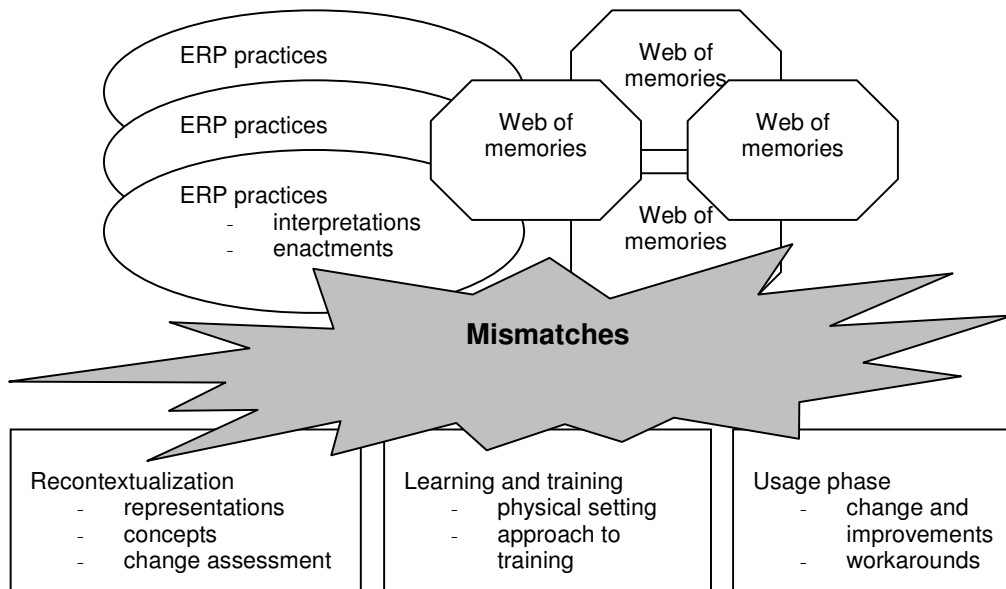 ERP practices
ERP practices
ERP practices
- interpretations
- enactments
Web of
memories
Web of
memories
Web of
memories
Web of
memories
Mismatches
Recontextualization
- representations
- concepts
- change assessment
Learning and training
- physical setting
- approach to
training
Usage phase
- change and
improvements
- workarounds